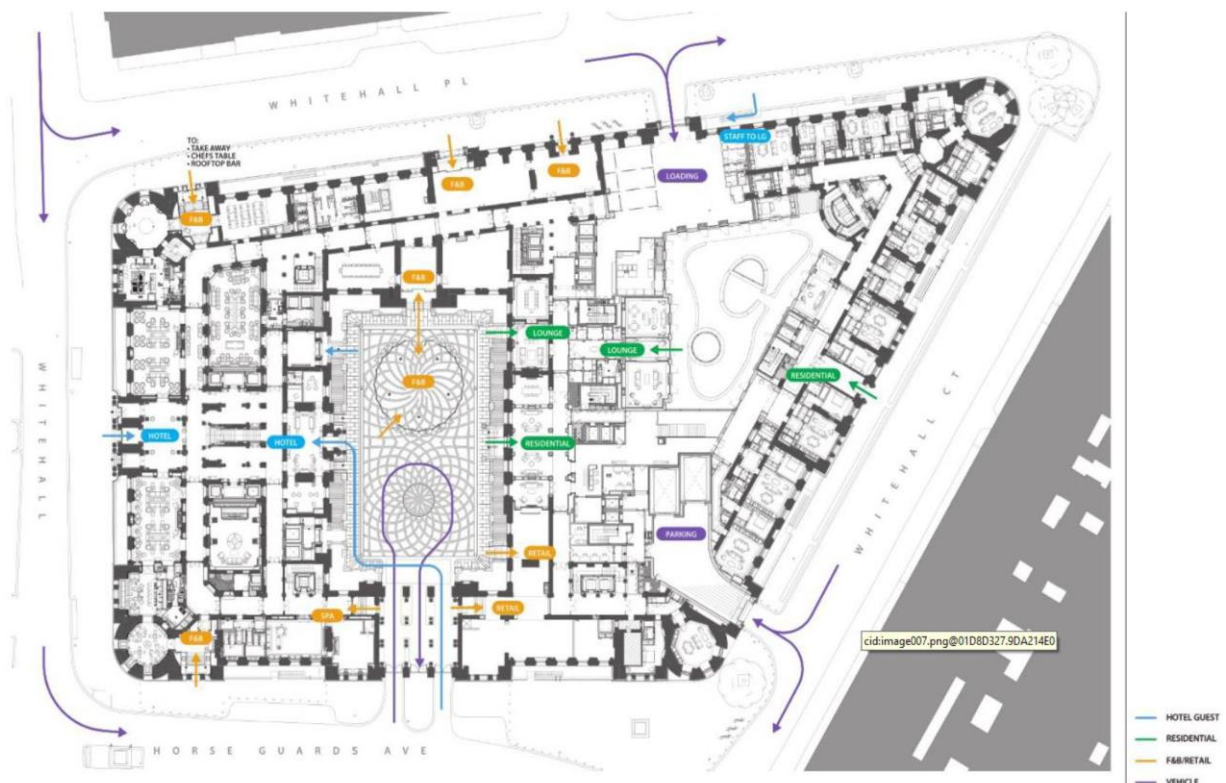 WHITEHALL PL
TO:
• TAKE AWAY
• CHEFS TABLE
• ROOFTOP BAR
F&B
F&B
F&B
STAFF TO LG
LOADING
F&B
LOUNGE
LOUNGE
F&B
RESIDENTIAL
HOTEL
HOTEL
RESIDENTIAL
WHITEHALL
WHITEHALL CT
PARKING
RETAIL
RETAIL
SPA
F&B
cid:image007.png@01D8D327.9DA214E0
HORSE GUARDS AVE
HOTEL GUEST
RESIDENTIAL
F&B/RETAIL
VEHICLE